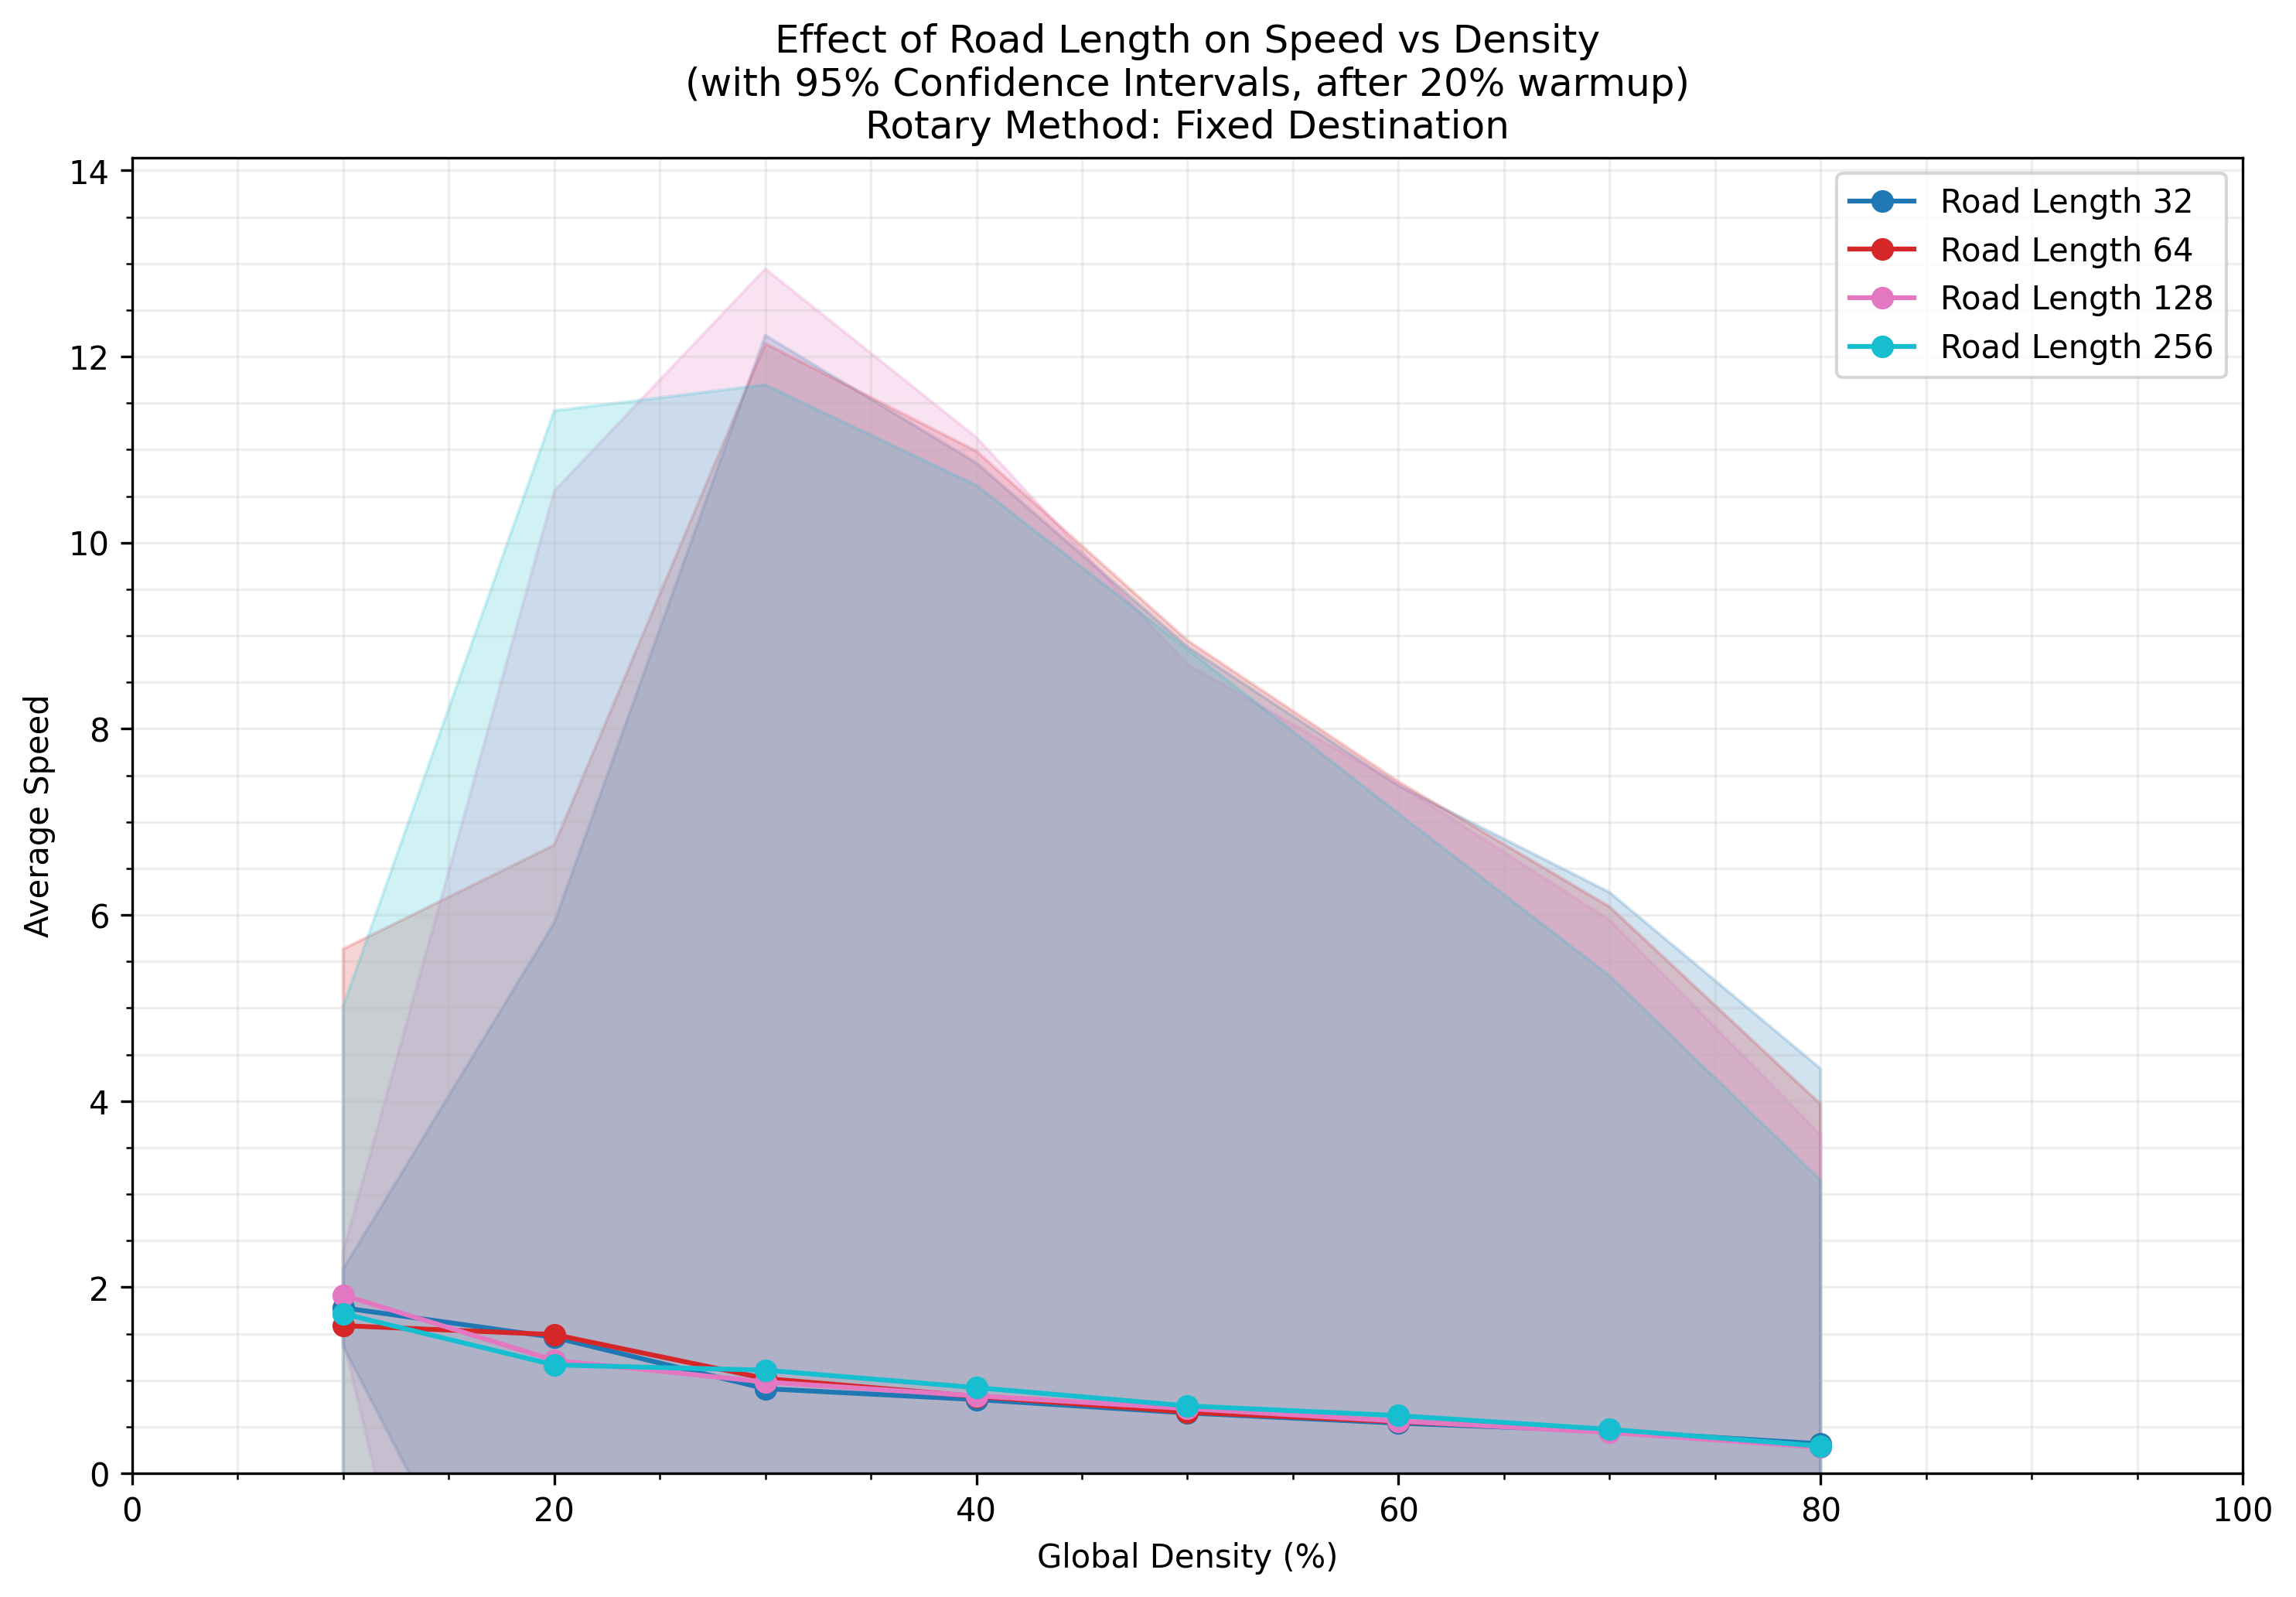 Effect of Road Length on Speed vs Density
(with 95% Confidence Intervals, after 20% warmup)
Rotary Method: Fixed Destination
Road Length 32
Road Length 64
Road Length 128
Road Length 256
Average Speed
14
12
10
8
6
4
2
0
0
20
40
60
80
100
Global Density (%)